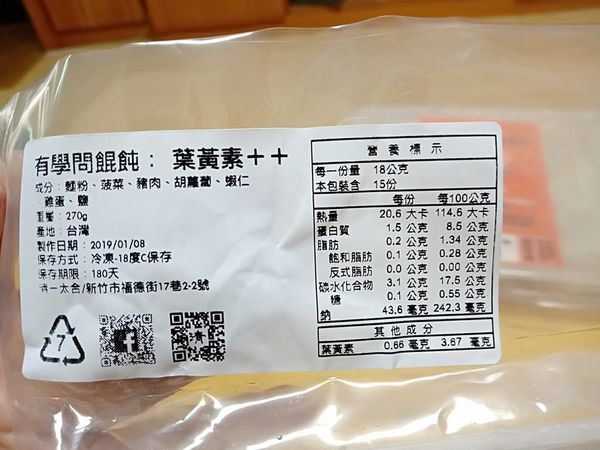 有學問餛飩：葉黃素++
成分：麵粉、菠菜、豬肉、胡蘿蔔、蝦仁
、雞蛋、鹽
重量：270g
產地：台灣
製作日期：2019/01/08
保存方式：冷凍-18度C保存
保存期限：180天
清一太合/新竹市福德街17巷2-2號
7
清
營養標示
每一份量 18公克
本包裝含 15份
每份 每100公克
熱量 20.6 大卡 114.6 大卡
蛋白質 1.5 公克 8.5 公克
脂肪 0.2 公克 1.34 公克
飽和脂肪 0.1 公克 0.28 公克
反式脂肪 0.0 公克 0.00 公克
碳水化合物 3.1 公克 17.5 公克
糖 0.1 公克 0.55 公克
鈉 43.6 毫克 242.3 毫克
其他成分
葉黃素 0.66 毫克 3.67 毫克